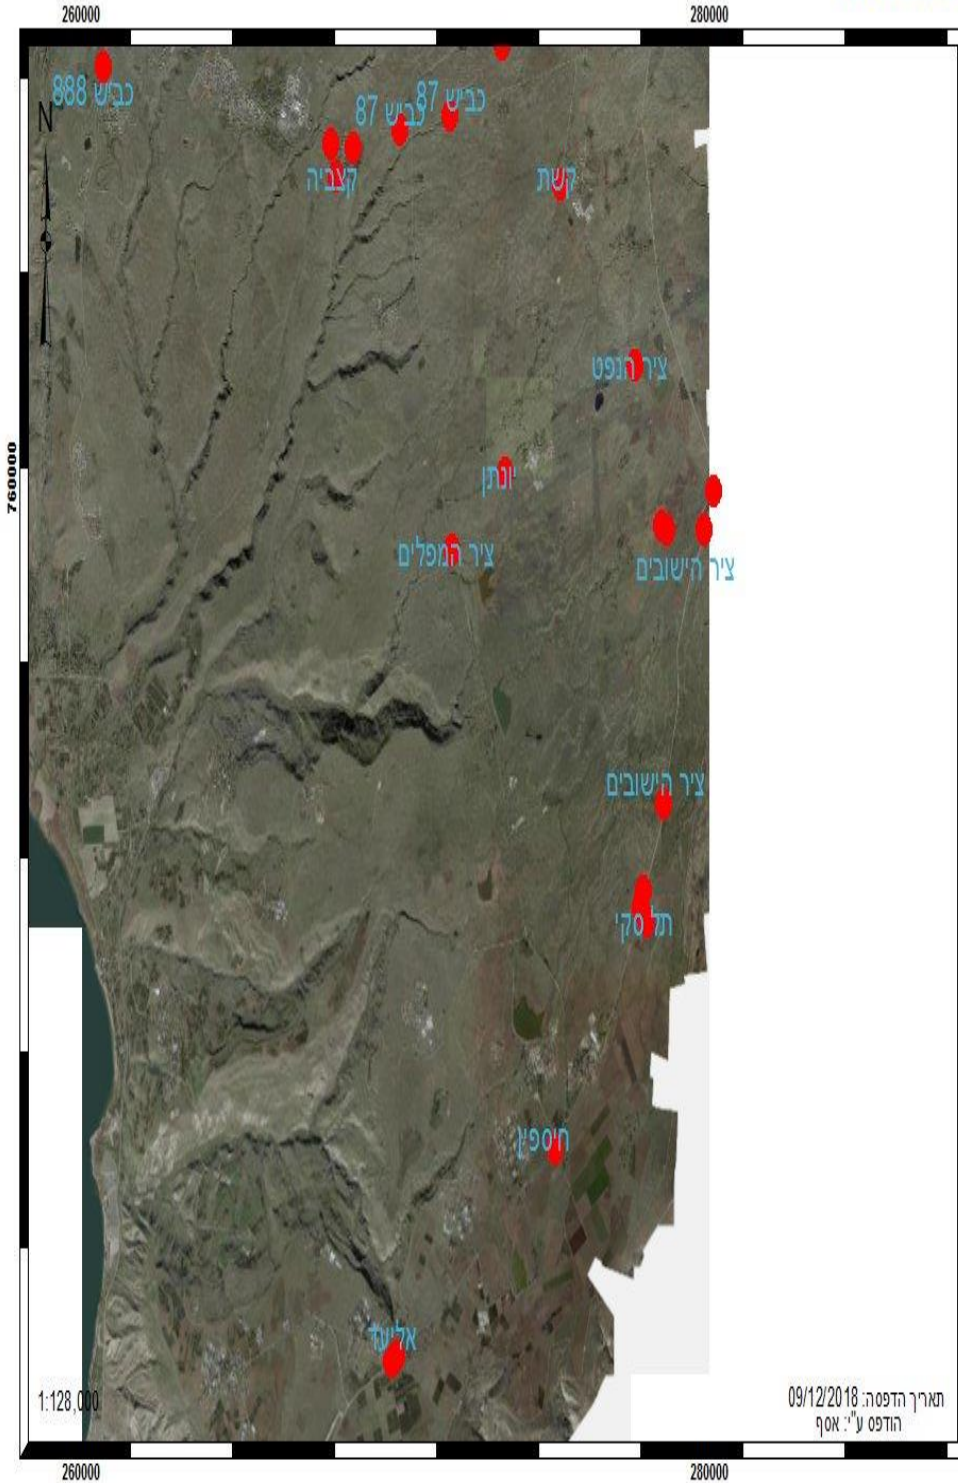 260000
280000
כביש 888
N
כביש 87
כביש 87
קצביה
קשת
ציר הנפט
760000
יונתן
ציר המפלים
ציר הישובים
ציר הישובים
תל סקי
חיספין
אליעד
1:128,000
תאריך הדפסה: 09/12/2018
הודפס ע"י: אסף
260000
280000